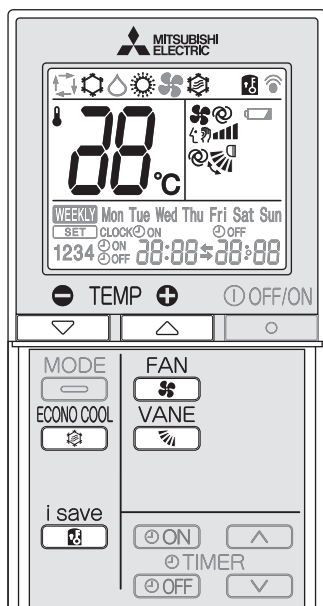 MITSUBISHI
ELECTRIC
88°C
WEEKLY Mon Tue Wed Thu Fri Sat Sun
SET CLOCK ON OFF
1234 ON OFF 88:88 88:88
TEMP OFF/ON
MODE FAN
ECONO COOL VANE
i save
ON
TIMER
OFF